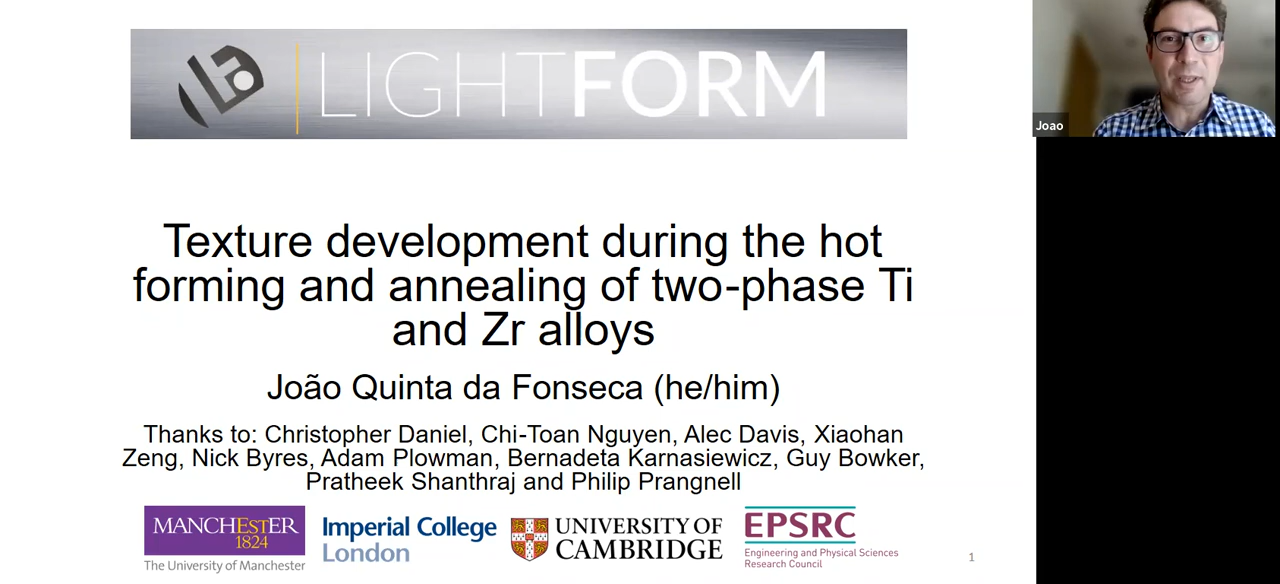 LIGHTFORM
Joao
Texture development during the hot
forming and annealing of two-phase Ti
and Zr alloys
João Quinta da Fonseca (he/him)
Thanks to: Christopher Daniel, Chi-Toan Nguyen, Alec Davis, Xiaohan
Zeng, Nick Byres, Adam Plowman, Bernadeta Karnasiewicz, Guy Bowker,
Pratheek Shanthraj and Philip Prangnell
MANCHESTER
1824
The University of Manchester
Imperial College
London
UNIVERSITY OF
CAMBRIDGE
EPSRC
Engineering and Physical Sciences
Research Council
1